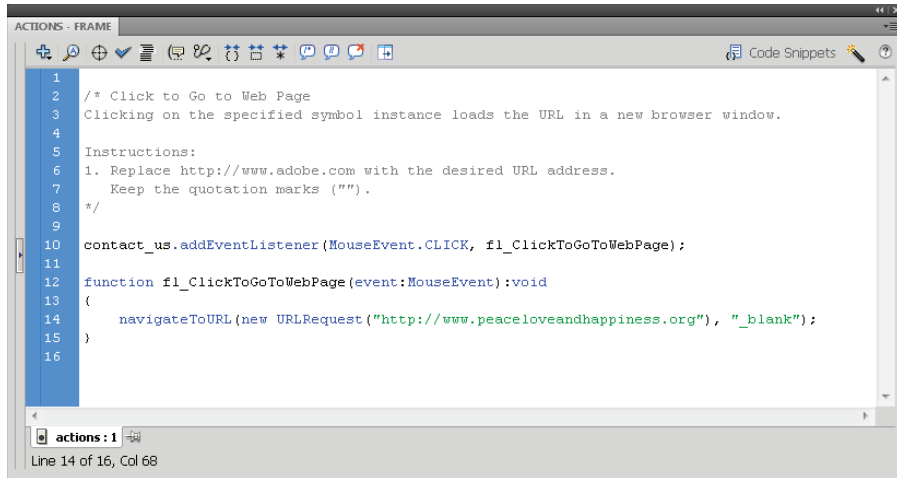 ACTIONS - FRAME
Code Snippets
1
2 /* Click to Go to Web Page
3 Clicking on the specified symbol instance loads the URL in a new browser window.
4
5 Instructions:
6 1. Replace http://www.adobe.com with the desired URL address.
7 Keep the quotation marks ("").
8 */
9
10 contact_us.addEventListener(MouseEvent.CLICK, fl_ClickToGoToWebPage);
11
12 function fl_ClickToGoToWebPage(event:MouseEvent):void
13 {
14 navigateToURL(new URLRequest("http://www.peaceloveandhappiness.org"), "_blank");
15 }
16
actions : 1
Line 14 of 16, Col 68